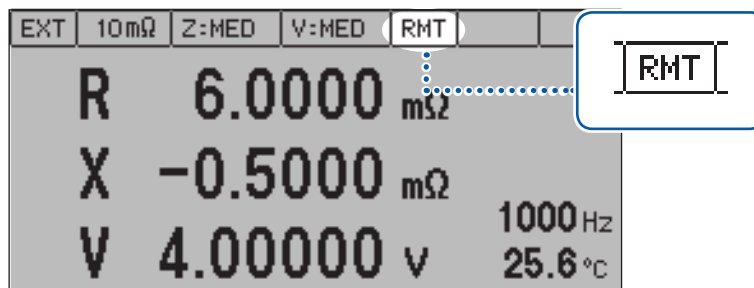 EXT 10mΩ Z:MED V:MED RMT
RMT
R 6.0000 mΩ
X -0.5000 mΩ
1000 Hz
V 4.00000 V
25.6 °C